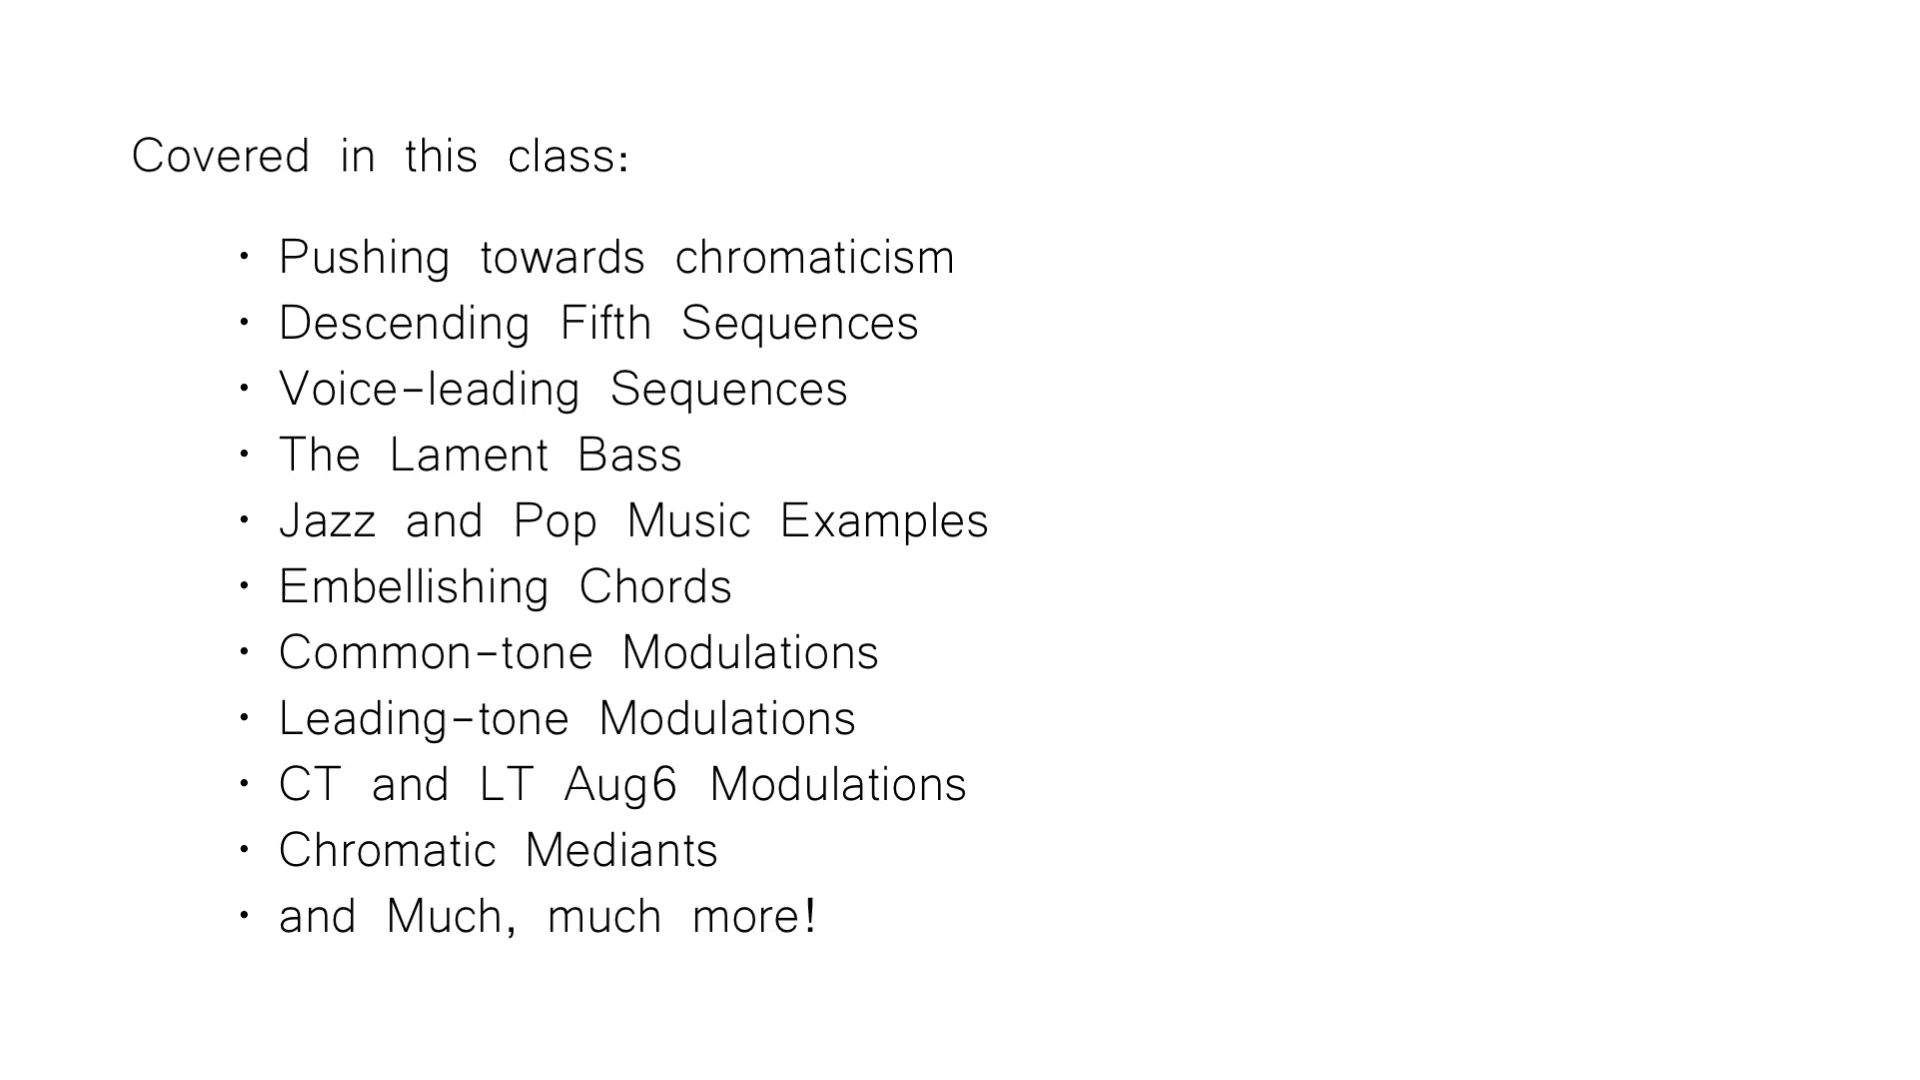 Covered in this class:
• Pushing towards chromaticism
• Descending Fifth Sequences
• Voice-leading Sequences
• The Lament Bass
• Jazz and Pop Music Examples
• Embellishing Chords
• Common-tone Modulations
• Leading-tone Modulations
• CT and LT Aug6 Modulations
• Chromatic Mediants
• and Much, much more!